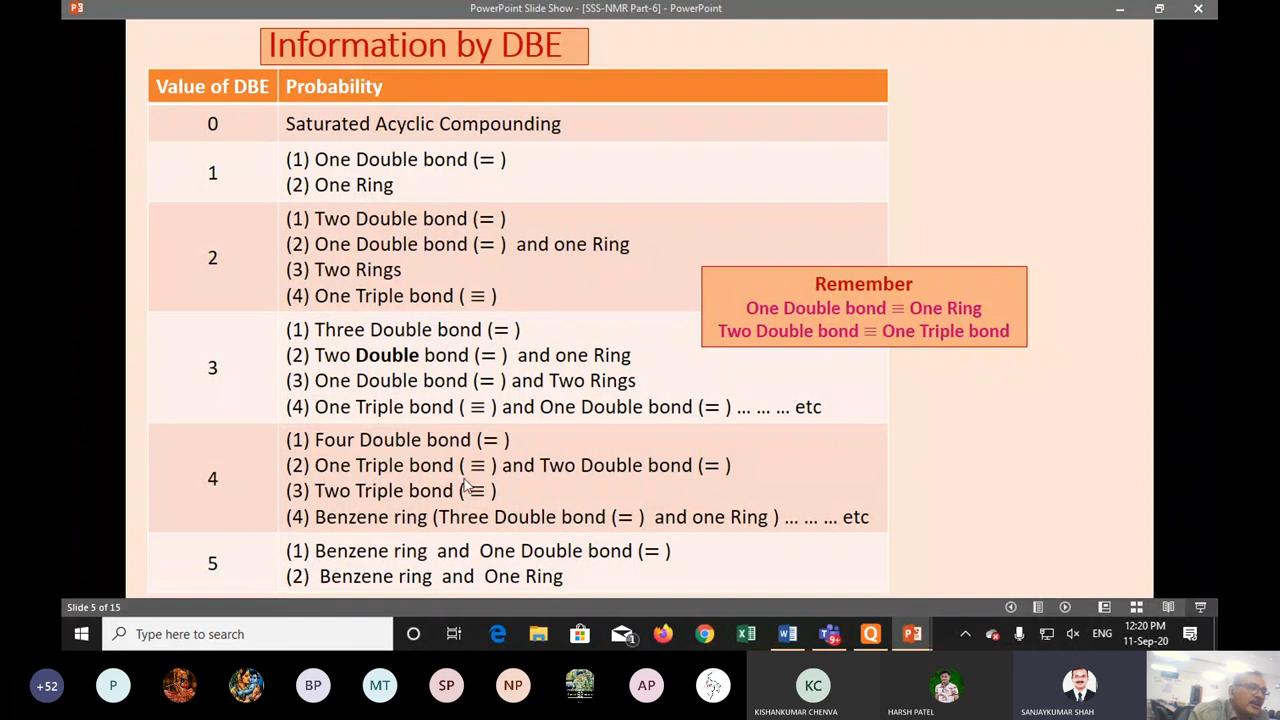 PowerPoint Slide Show - [SSS-NMR Part-6] - PowerPoint
Information by DBE
Value of DBE Probability
0 Saturated Acyclic Compounding
1
(1) One Double bond (= )
(2) One Ring
2
(1) Two Double bond (= )
(2) One Double bond (= ) and one Ring
(3) Two Rings
(4) One Triple bond ( ≡ )
Remember
One Double bond ≡ One Ring
Two Double bond ≡ One Triple bond
3
(1) Three Double bond (= )
(2) Two Double bond (= ) and one Ring
(3) One Double bond (= ) and Two Rings
(4) One Triple bond ( ≡ ) and One Double bond (= ) … … … etc
4
(1) Four Double bond (= )
(2) One Triple bond ( ≡ ) and Two Double bond (= )
(3) Two Triple bond ( ≡ )
(4) Benzene ring (Three Double bond (= ) and one Ring ) … … … etc
5
(1) Benzene ring and One Double bond (= )
(2) Benzene ring and One Ring
Slide 5 of 15
Type here to search
1
9+
ENG
12:20 PM
11-Sep-20
+52 P BP MT SP NP AP KC
KISHANKUMAR CHENVA HARSH PATEL SANJAYKUMAR SHAH